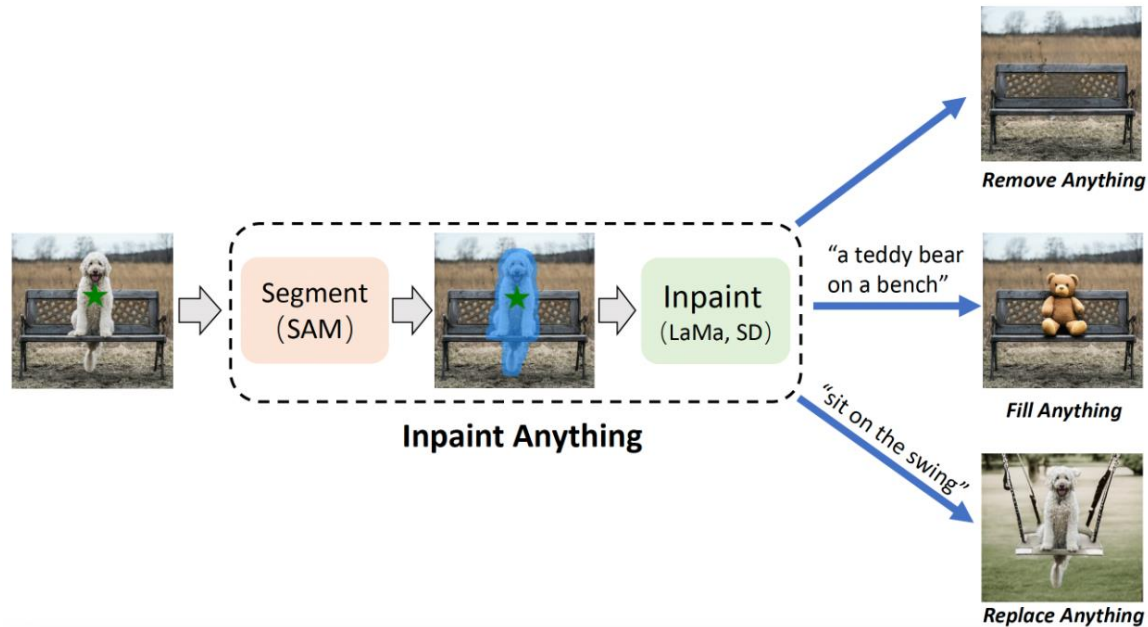 Remove Anything
Segment
(SAM)
Inpaint
(LaMa, SD)
“a teddy bear
on a bench”
Fill Anything
Inpaint Anything
“sit on the swing”
Replace Anything